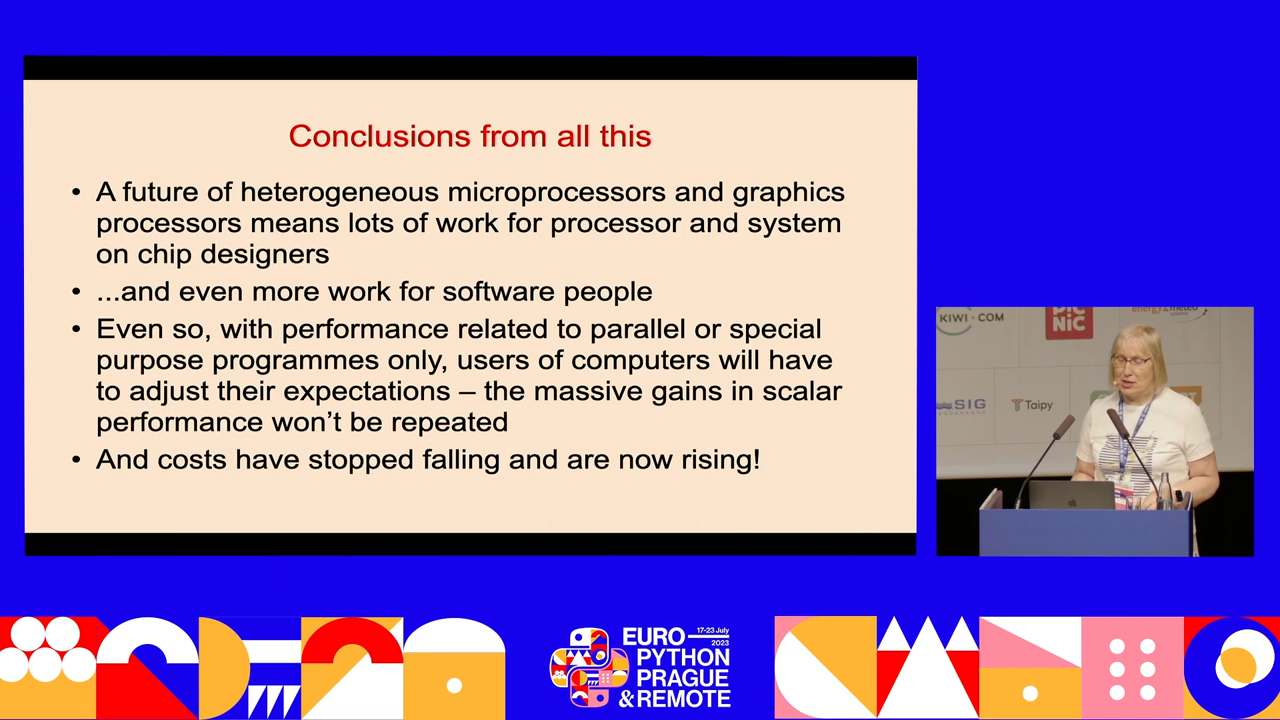 Conclusions from all this
• A future of heterogeneous microprocessors and graphics
processors means lots of work for processor and system
on chip designers
• ...and even more work for software people
• Even so, with performance related to parallel or special
purpose programmes only, users of computers will have
to adjust their expectations – the massive gains in scalar
performance won’t be repeated
• And costs have stopped falling and are now rising!
KIWI.COM
PIC
NIC
SIG
Taipy
EURO
17-23 July
2023
PYTHON
PRAGUE
& REMOTE